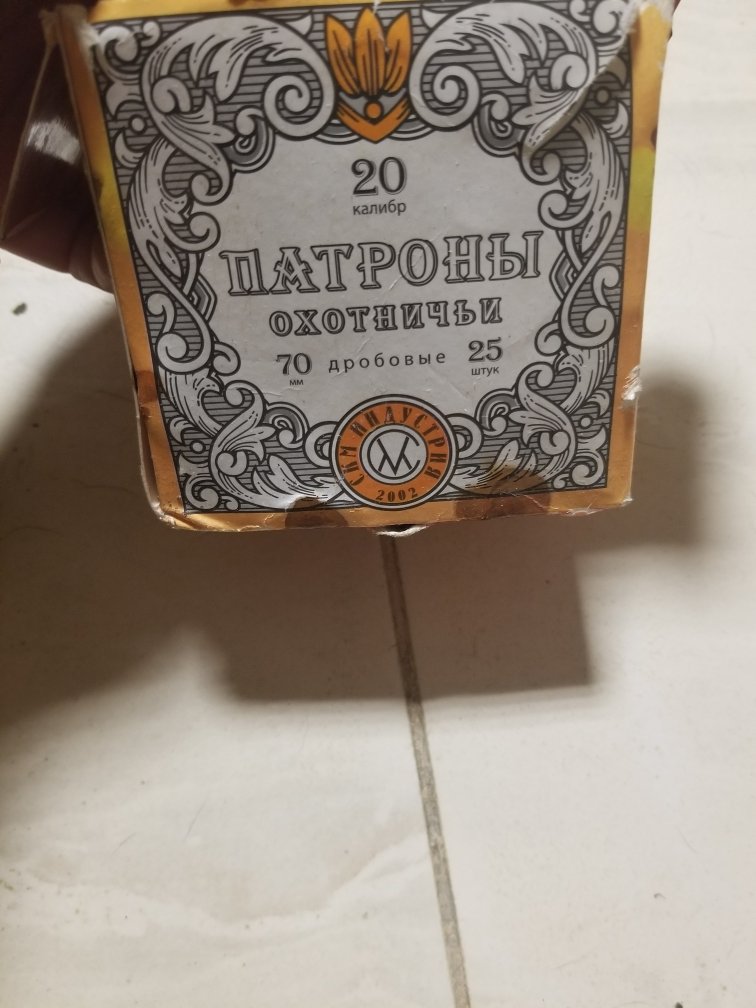 20
калибр
ПАТРОНЫ
охотничьи
70 мм дробовые 25 штук
СКМ ИНДУСТРИЯ
2002